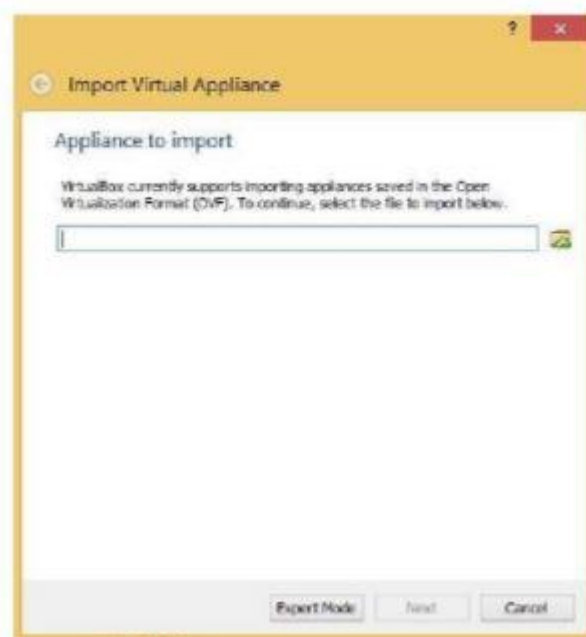 ?
Import Virtual Appliance
Appliance to import
VirtualBox currently supports importing appliances saved in the Open
Virtualization Format (OVF). To continue, select the file to import below.
Expert Mode
Next
Cancel